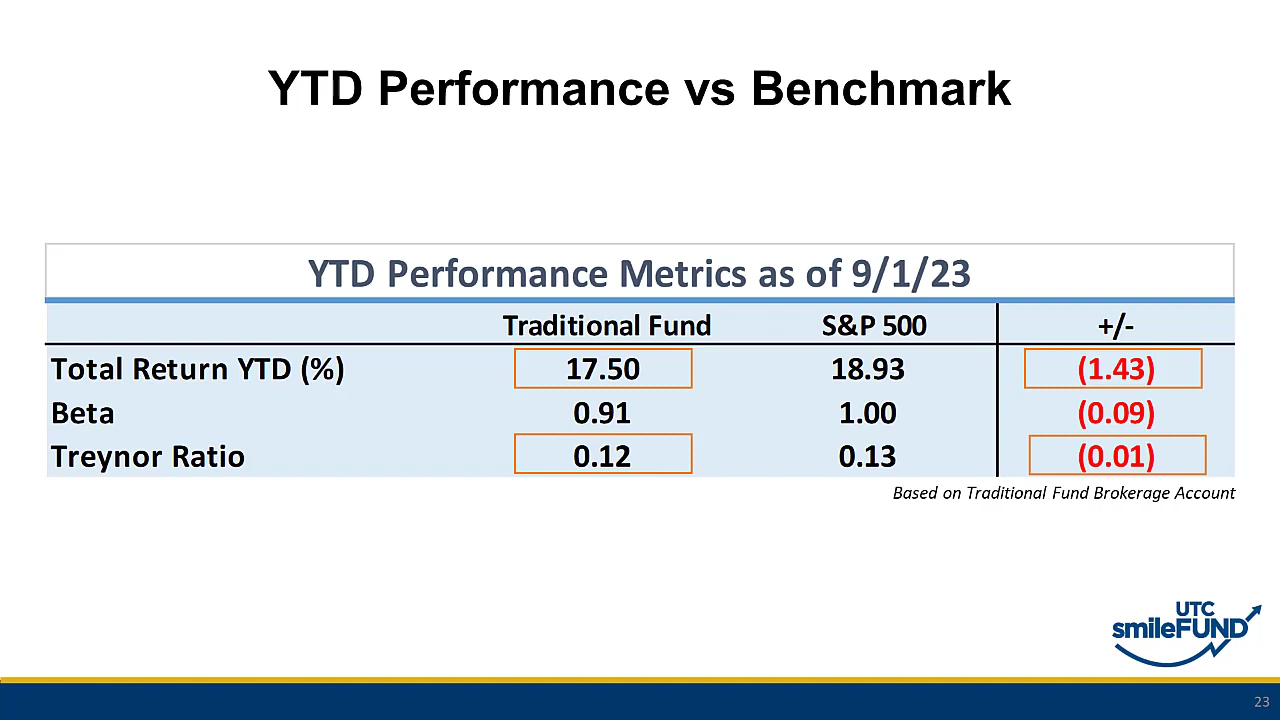 YTD Performance vs Benchmark
YTD Performance Metrics as of 9/1/23
Traditional Fund S&P 500 +/-
Total Return YTD (%) 17.50 18.93 (1.43)
Beta 0.91 1.00 (0.09)
Treynor Ratio 0.12 0.13 (0.01)
Based on Traditional Fund Brokerage Account
UTC
smileFUND
23